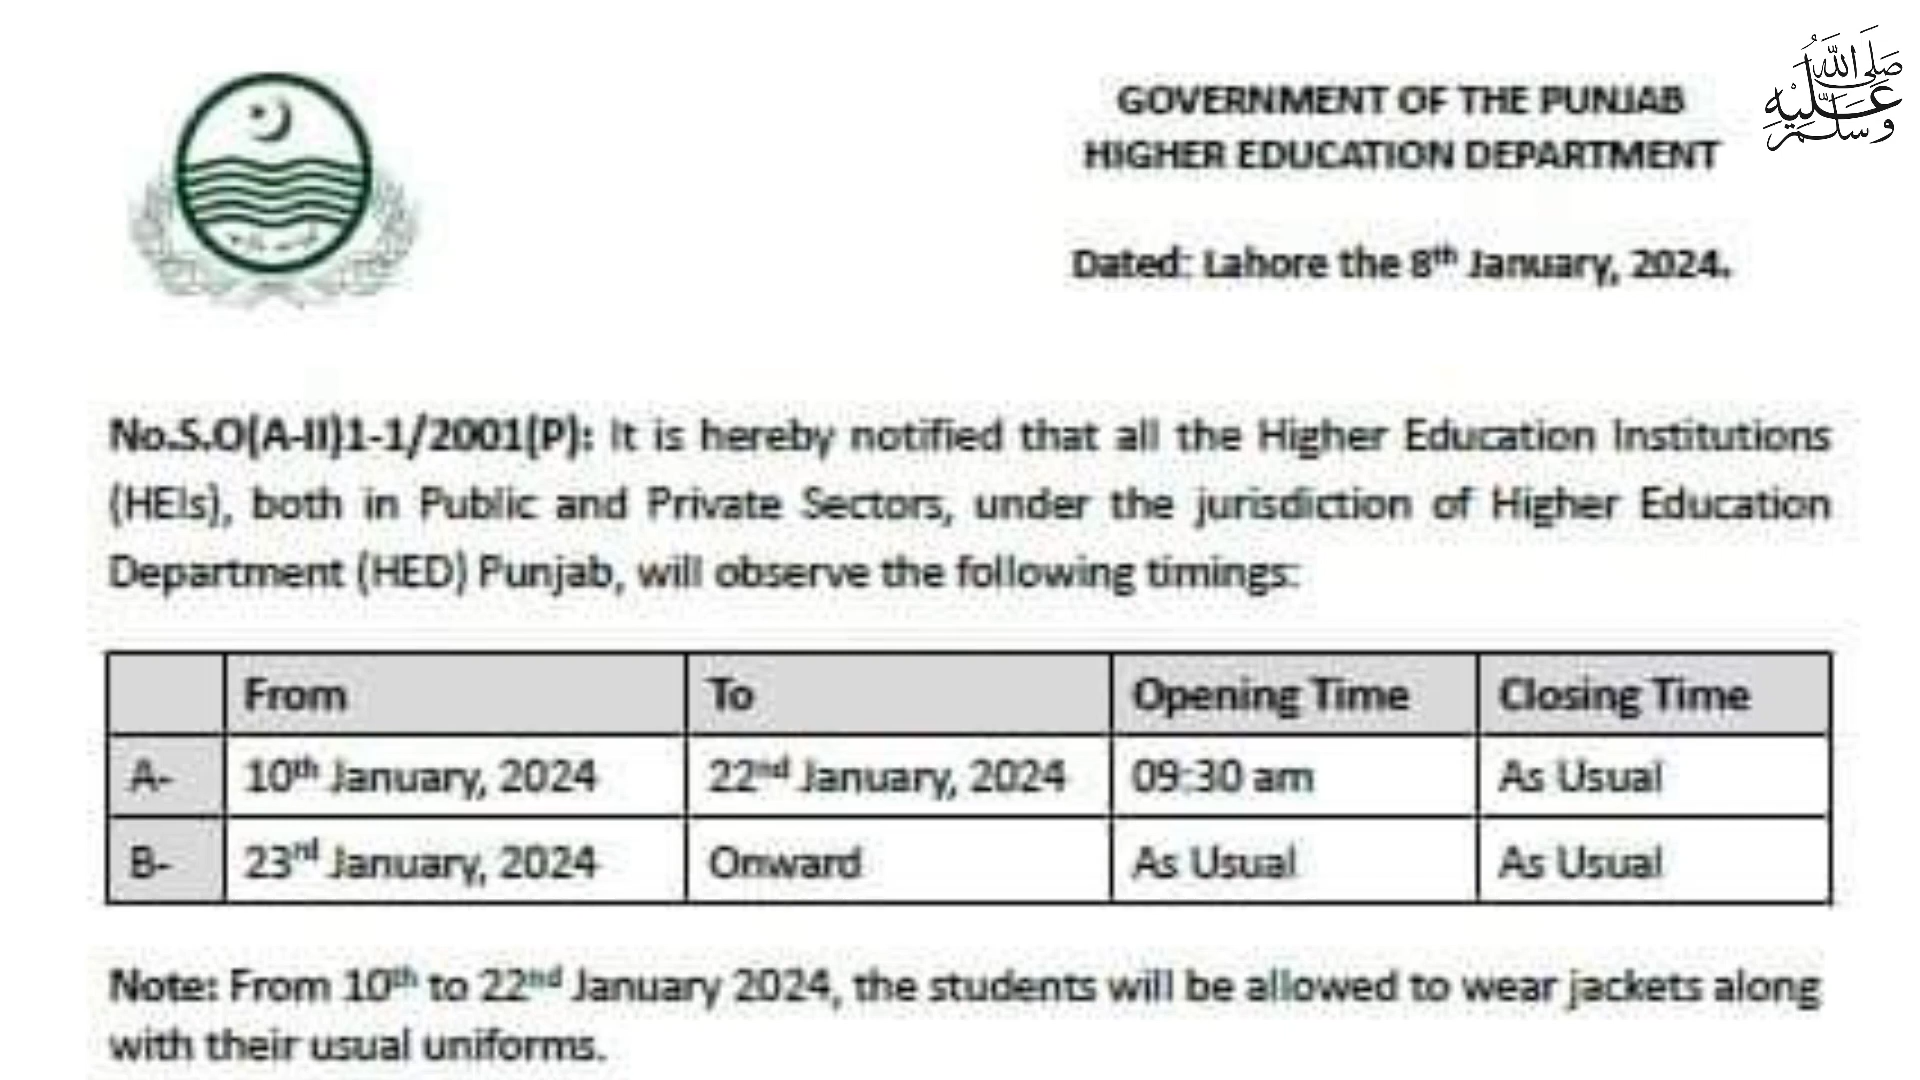 GOVERNMENT OF THE PUNJAB
HIGHER EDUCATION DEPARTMENT
صلى الله
عليه
وسلم
Dated: Lahore the 8th January, 2024.
No.S.O(A-II)1-1/2001(P): It is hereby notified that all the Higher Education Institutions
(HEIs), both in Public and Private Sectors, under the jurisdiction of Higher Education
Department (HED) Punjab, will observe the following timings:
From To Opening Time Closing Time
A- 10th January, 2024 22nd January, 2024 09:30 am As Usual
B- 23rd January, 2024 Onward As Usual As Usual
Note: From 10th to 22nd January 2024, the students will be allowed to wear jackets along
with their usual uniforms.